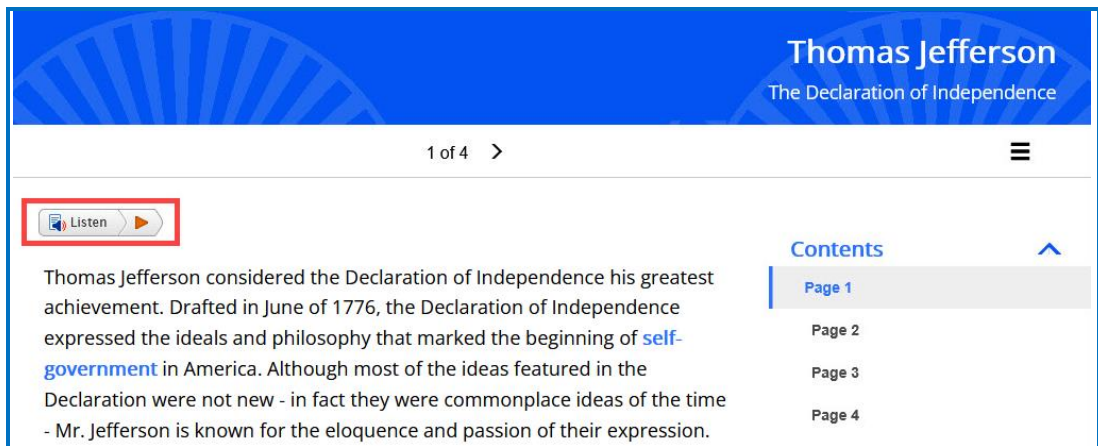 Thomas Jefferson
The Declaration of Independence
1 of 4
Listen
Thomas Jefferson considered the Declaration of Independence his greatest
achievement. Drafted in June of 1776, the Declaration of Independence
expressed the ideals and philosophy that marked the beginning of self-
government in America. Although most of the ideas featured in the
Declaration were not new - in fact they were commonplace ideas of the time
- Mr. Jefferson is known for the eloquence and passion of their expression.
Contents
Page 1
Page 2
Page 3
Page 4